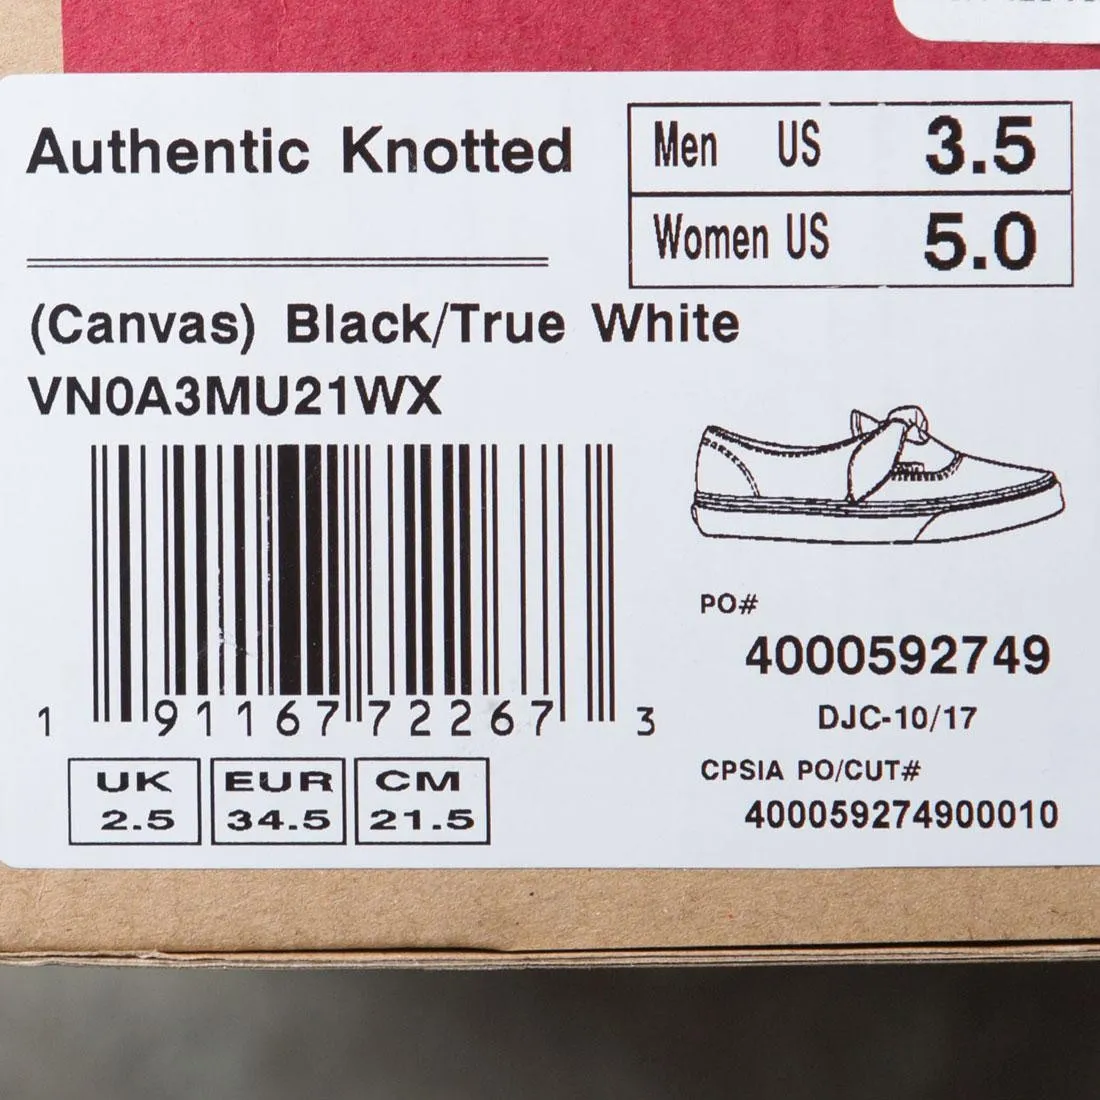 Authentic Knotted
Men US 3.5
Women US 5.0
(Canvas) Black/True White
VN0A3MU21WX
1 91167 72267 3
PO#
4000592749
DJC-10/17
CPSIA PO/CUT#
400059274900010
UK EUR CM
2.5 34.5 21.5